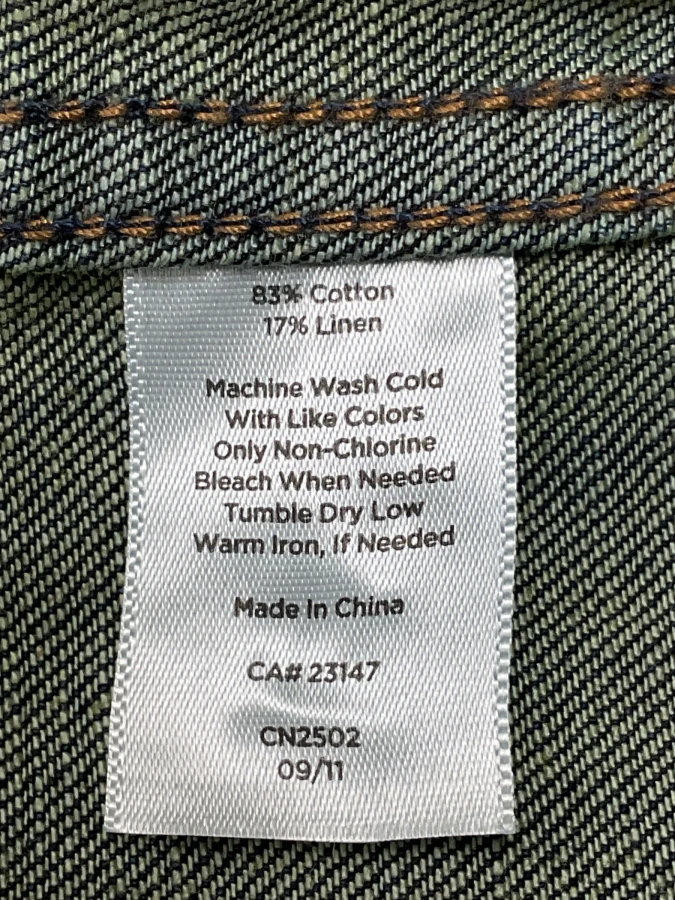 83% Cotton
17% Linen
Machine Wash Cold
With Like Colors
Only Non-Chlorine
Bleach When Needed
Tumble Dry Low
Warm Iron, If Needed
Made In China
CA# 23147
CN2502
09/11